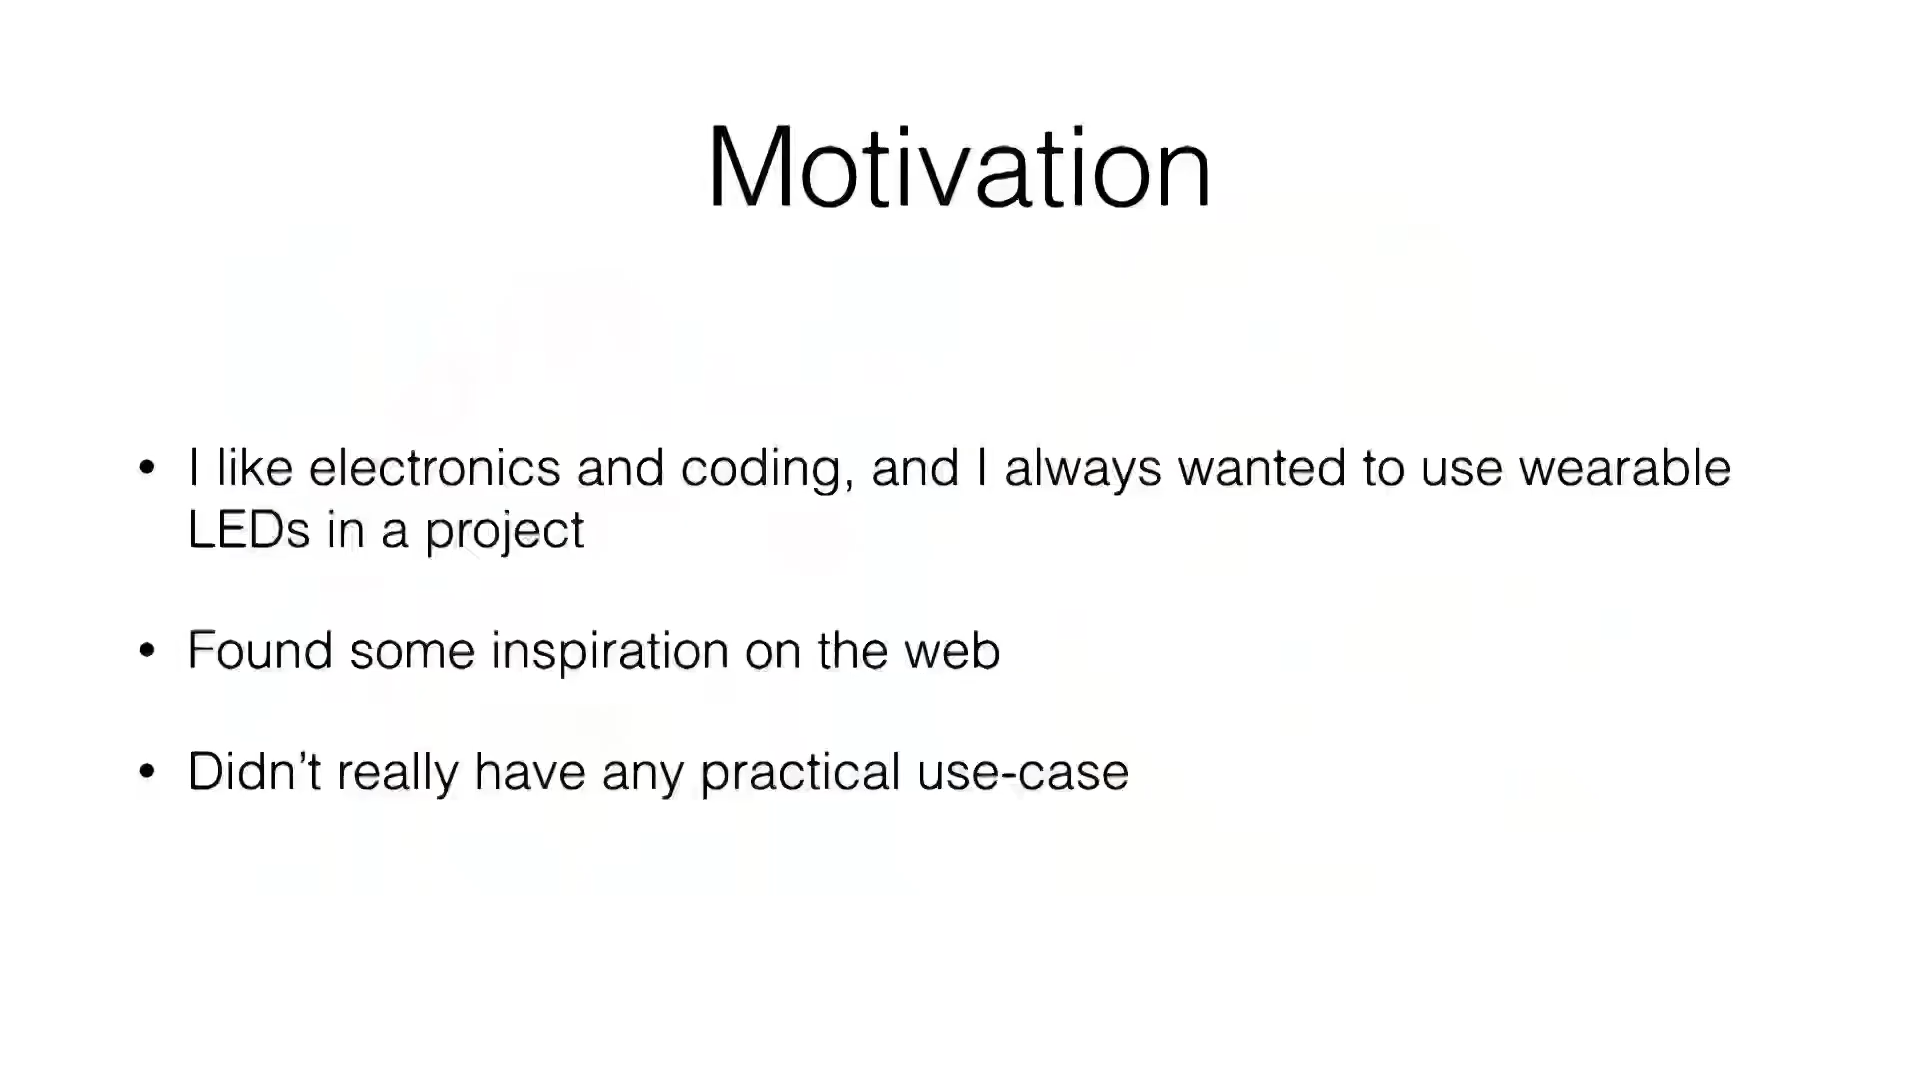 Motivation
• I like electronics and coding, and I always wanted to use wearable
LEDs in a project
• Found some inspiration on the web
• Didn’t really have any practical use-case